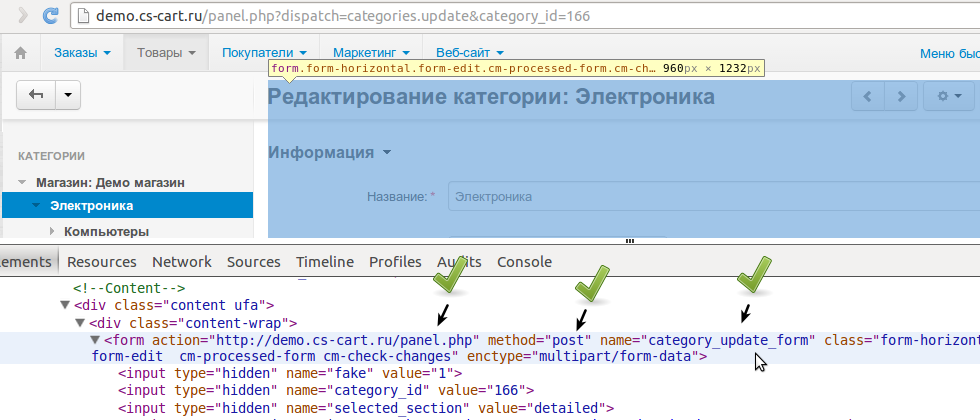 demo.cs-cart.ru/panel.php?dispatch=categories.update&category_id=166
Заказы Товары Покупатели Маркетинг Веб-сайт Меню быс
form.form-horizontal.form-edit.cm-processed-form.cm-ch… 960px × 1232px
Редактирование категории: Электроника
КАТЕГОРИИ
Информация
Магазин: Демо магазин
Название: * Электроника
Электроника
Компьютеры
lements Resources Network Sources Timeline Profiles Audits Console
<!--Content-->
<div class="content ufa">
<div class="content-wrap">
<form action="http://demo.cs-cart.ru/panel.php" method="post" name="category_update_form" class="form-horizont
form-edit cm-processed-form cm-check-changes" enctype="multipart/form-data">
<input type="hidden" name="fake" value="1">
<input type="hidden" name="category_id" value="166">
<input type="hidden" name="selected_section" value="detailed">